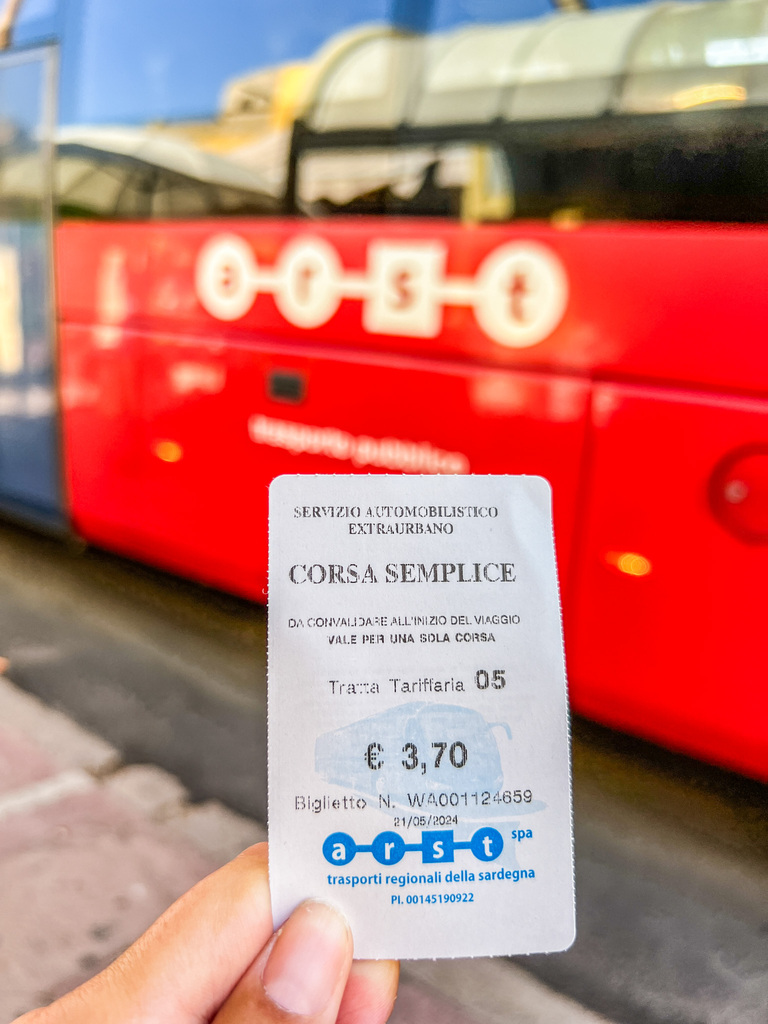 arst
trasporto pubblico
SERVIZIO AUTOMOBILISTICO
EXTRAURBANO
CORSA SEMPLICE
DA CONVALIDARE ALL'INIZIO DEL VIAGGIO
VALE PER UNA SOLA CORSA
Tratta Tariffaria 05
€ 3,70
Biglietto N. WA001124659
21/05/2024
arst spa
trasporti regionali della sardegna
PI. 00145190922